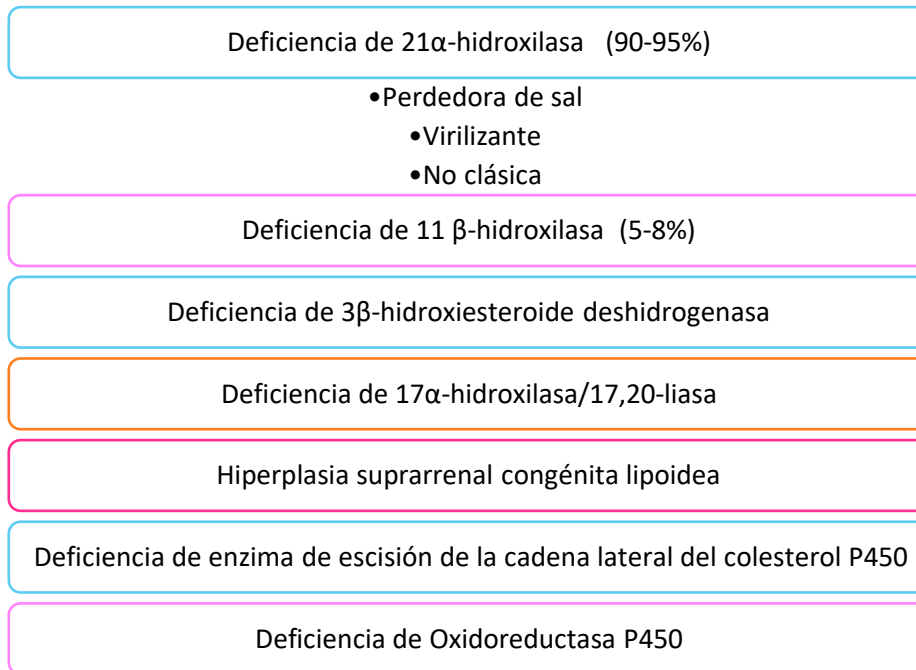 Deficiencia de 21α-hidroxilasa (90-95%)
•Perdedora de sal
•Virilizante
•No clásica
Deficiencia de 11 β-hidroxilasa (5-8%)
Deficiencia de 3β-hidroxiesteroide deshidrogenasa
Deficiencia de 17α-hidroxilasa/17,20-liasa
Hiperplasia suprarrenal congénita lipoidea
Deficiencia de enzima de escisión de la cadena lateral del colesterol P450
Deficiencia de Oxidoreductasa P450